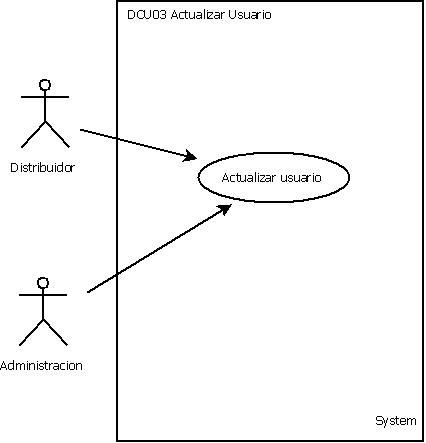 DCU03 Actualizar Usuario
Distribuidor
Actualizar usuario
Administracion
System